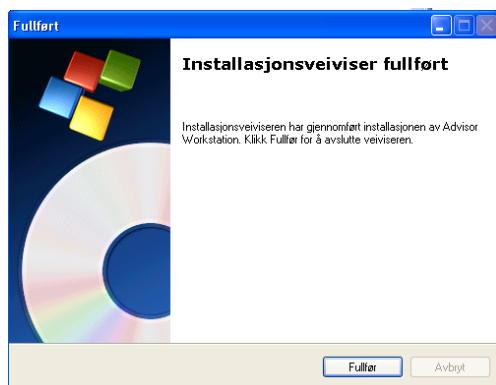 Fullført
Installasjonsveiviser fullført
Installasjonsveiviseren har gjennomført installasjonen av Advisor
Workstation. Klikk Fullfør for å avslutte veiviseren.
Fullfør
Avbryt